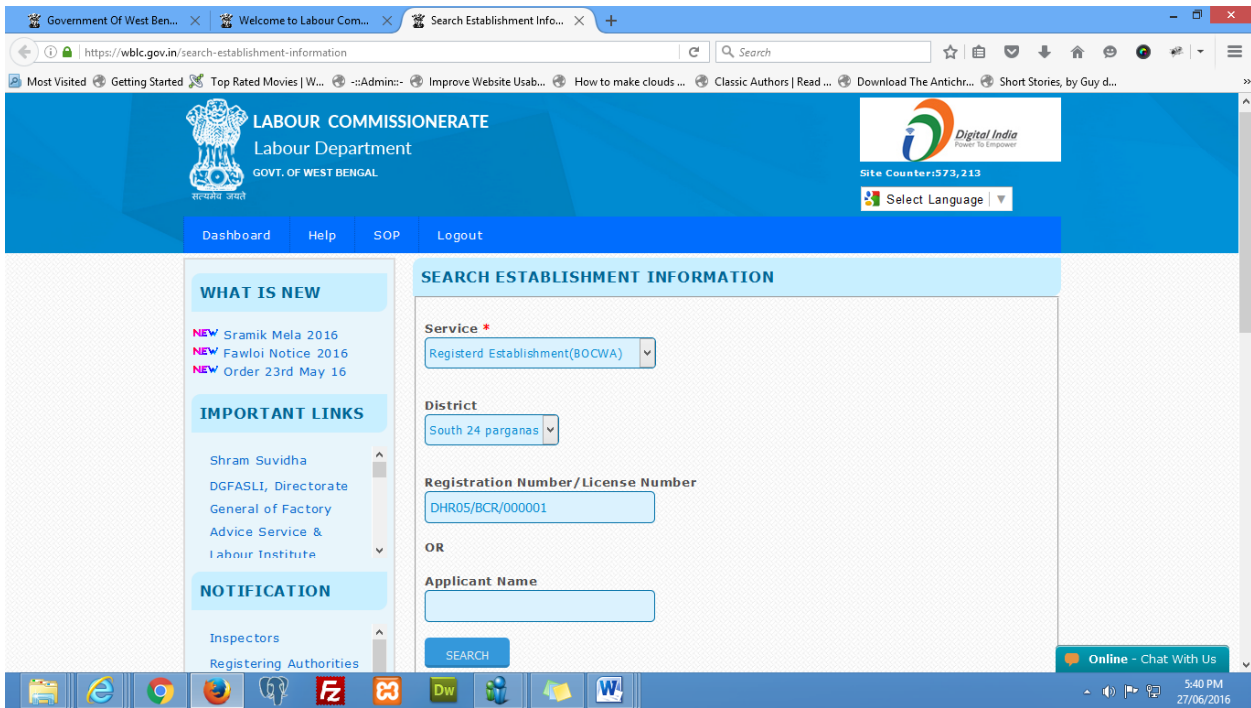 Government Of West Ben...
Welcome to Labour Com...
Search Establishment Info...
https://wblc.gov.in/search-establishment-information
Search
Most Visited Getting Started Top Rated Movies | W... -::Admin::- Improve Website Usab... How to make clouds ... Classic Authors | Read ... Download The Antichr... Short Stories, by Guy d...
LABOUR COMMISSIONERATE
Labour Department
GOVT. OF WEST BENGAL
सत्यमेव जयते
Digital India
Power To Empower
Site Counter:573,213
Select Language
Dashboard Help SOP Logout
WHAT IS NEW
NEW Sramik Mela 2016
NEW Fawloi Notice 2016
NEW Order 23rd May 16
IMPORTANT LINKS
Shram Suvidha
DGFASLI, Directorate
General of Factory
Advice Service &
Labour Institute
NOTIFICATION
Inspectors
Registering Authorities
SEARCH ESTABLISHMENT INFORMATION
Service *
Registerd Establishment(BOCWA)
District
South 24 parganas
Registration Number/License Number
DHR05/BCR/000001
OR
Applicant Name
SEARCH
Online - Chat With Us
Fz
Dw
W
5:40 PM
27/06/2016